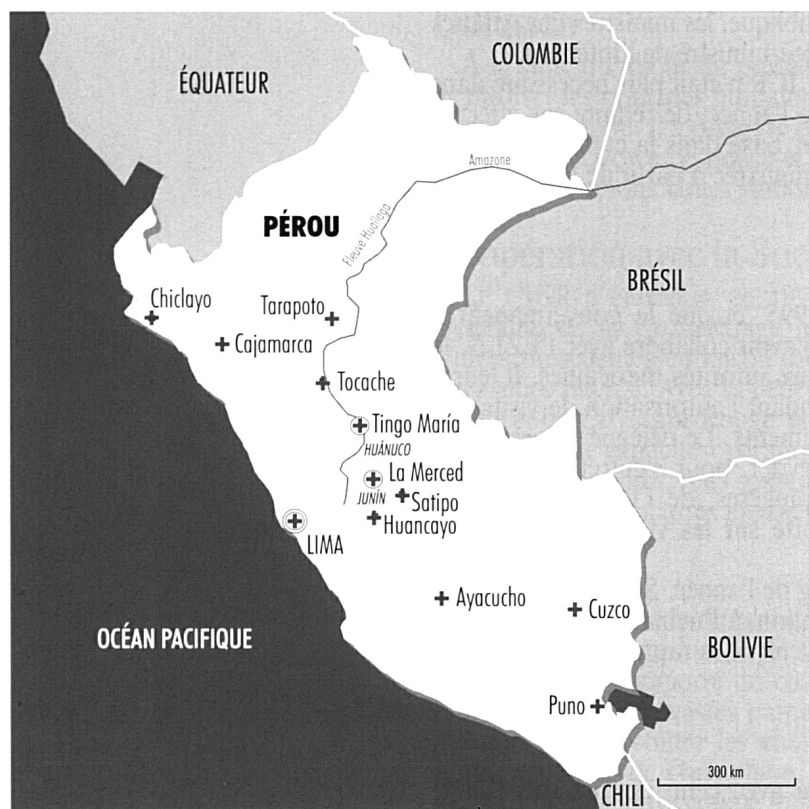 COLOMBIE
ÉQUATEUR
Amazone
PÉROU
Fleuve Huallaga
BRÉSIL
Chiclayo
Tarapoto
Cajamarca
Tocache
Tingo María
HUÁNUCO
La Merced
JUNÍN
Satipo
Huancayo
LIMA
Ayacucho
Cuzco
OCÉAN PACIFIQUE
BOLIVIE
Puno
300 km
CHILI